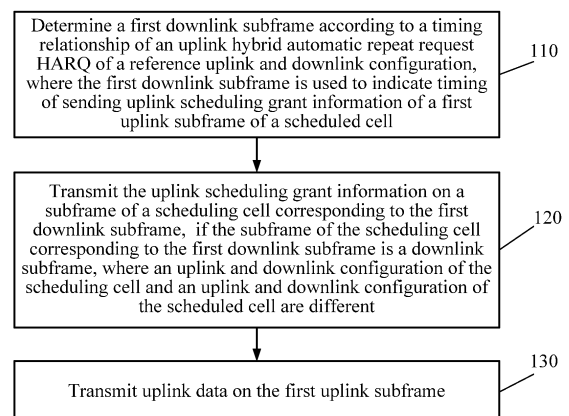 Determine a first downlink subframe according to a timing
relationship of an uplink hybrid automatic repeat request
HARQ of a reference uplink and downlink configuration,
where the first downlink subframe is used to indicate timing
of sending uplink scheduling grant information of a first
uplink subframe of a scheduled cell
110
Transmit the uplink scheduling grant information on a
subframe of a scheduling cell corresponding to the first
downlink subframe, if the subframe of the scheduling cell
corresponding to the first downlink subframe is a downlink
subframe, where an uplink and downlink configuration of the
scheduling cell and an uplink and downlink configuration of
the scheduled cell are different
120
Transmit uplink data on the first uplink subframe
130